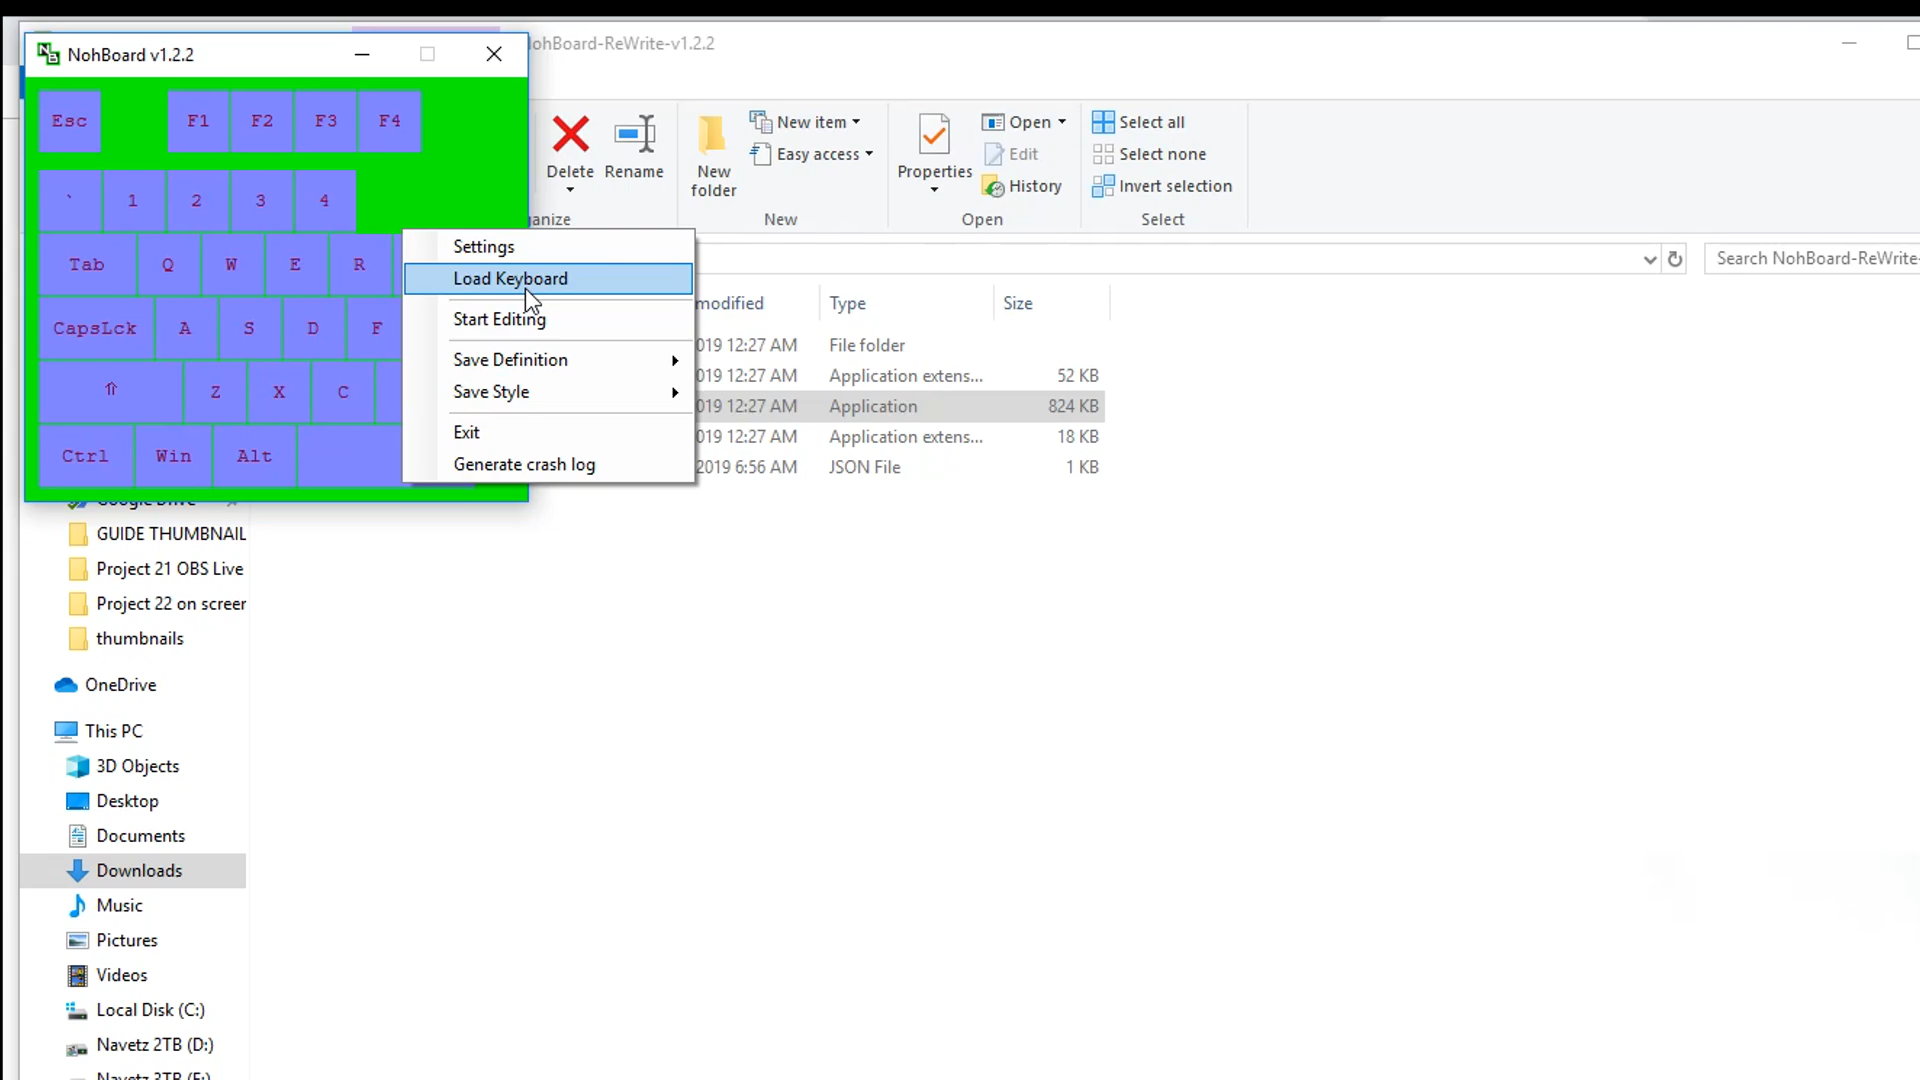 NohBoard v1.2.2
ohBoard-ReWrite-v1.2.2
Esc F1 F2 F3 F4
` 1 2 3 4
Tab Q W E R
CapsLck A S D F
⇧ Z X C
Ctrl Win Alt
Settings
Load Keyboard
Start Editing
Save Definition
Save Style
Exit
Generate crash log
Delete
Rename
anize
New folder
New item
Easy access
New
Properties
Open
Edit
History
Open
Select all
Select none
Invert selection
Select
Search NohBoard-ReWrite-
modified Type Size
019 12:27 AM File folder
019 12:27 AM Application extens... 52 KB
019 12:27 AM Application 824 KB
019 12:27 AM Application extens... 18 KB
2019 6:56 AM JSON File 1 KB
Google Drive
GUIDE THUMBNAIL
Project 21 OBS Live
Project 22 on screer
thumbnails
OneDrive
This PC
3D Objects
Desktop
Documents
Downloads
Music
Pictures
Videos
Local Disk (C:)
Navetz 2TB (D:)
Navetz 3TB (E:)